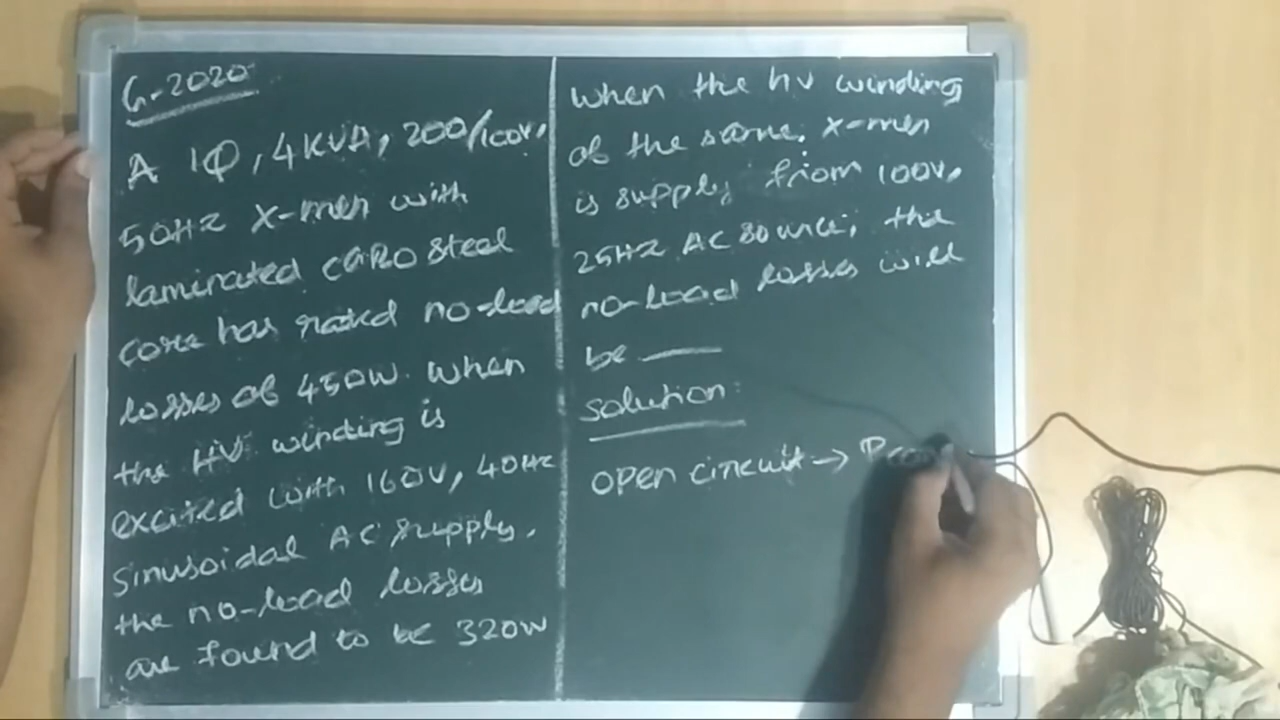 G-2020
A 1Φ, 4KVA, 200/100V,
50Hz X-mer with
laminated CRGO steel
core has rated no-load
losses of 450W. When
the HV winding is
excited with 160V, 40Hz
sinusoidal AC supply,
the no-load losses
are found to be 320W
When the hv winding
of the same X-mer
is supply from 100V,
25Hz AC source, the
no-load losses will
be ___
Solution:
Open circuit →